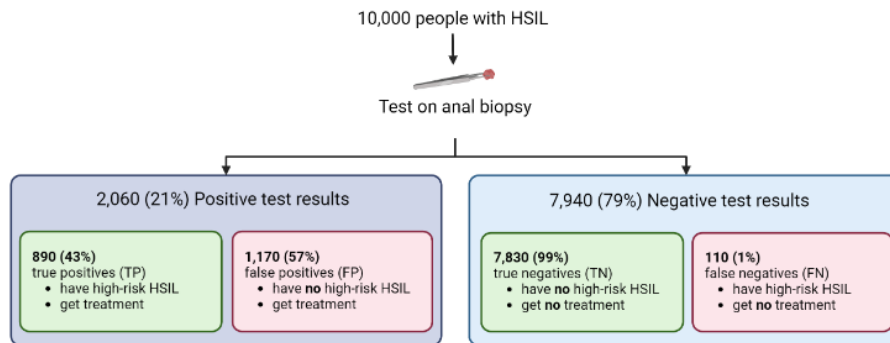 10,000 people with HSIL
Test on anal biopsy
2,060 (21%) Positive test results
890 (43%)
true positives (TP)
• have high-risk HSIL
• get treatment
1,170 (57%)
false positives (FP)
• have no high-risk HSIL
• get treatment
7,940 (79%) Negative test results
7,830 (99%)
true negatives (TN)
• have no high-risk HSIL
• get no treatment
110 (1%)
false negatives (FN)
• have high-risk HSIL
• get no treatment